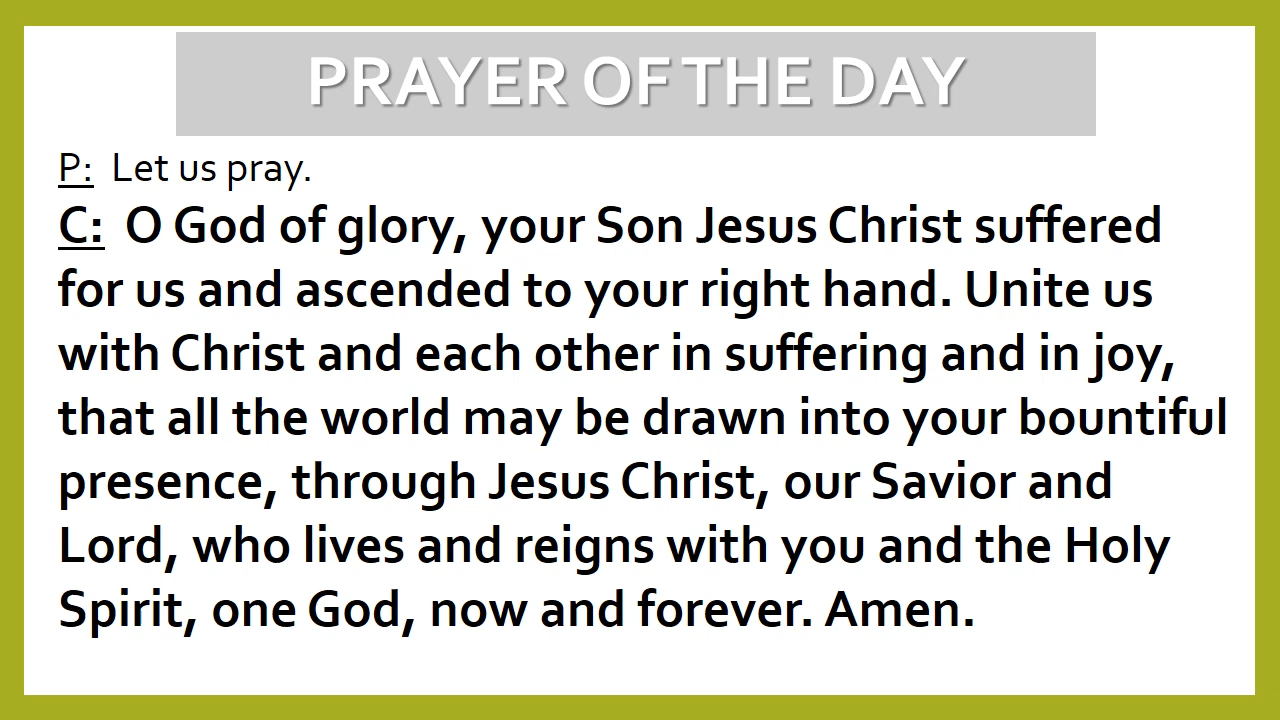 PRAYER OF THE DAY
P: Let us pray.
C: O God of glory, your Son Jesus Christ suffered
for us and ascended to your right hand. Unite us
with Christ and each other in suffering and in joy,
that all the world may be drawn into your bountiful
presence, through Jesus Christ, our Savior and
Lord, who lives and reigns with you and the Holy
Spirit, one God, now and forever. Amen.